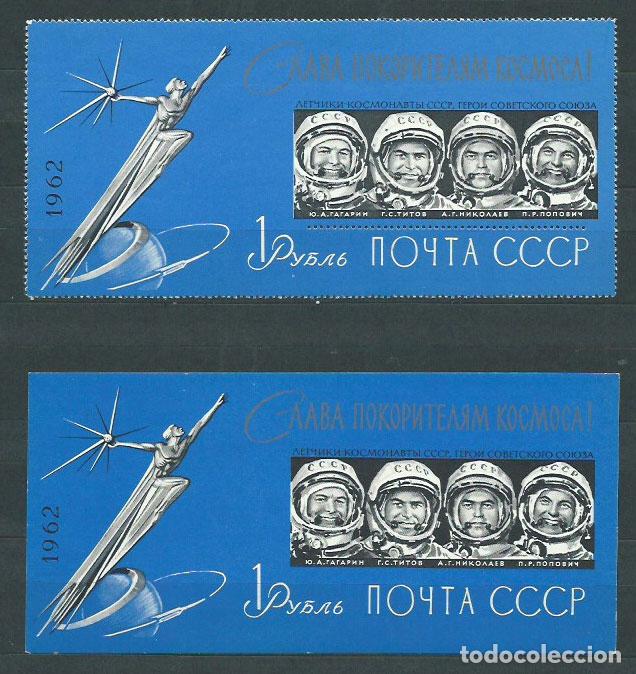 СЛАВА ПОКОРИТЕЛЯМ КОСМОСА!
ЛЕТЧИКИ-КОСМОНАВТЫ СССР, ГЕРОИ СОВЕТСКОГО СОЮЗА
СССР СССР СССР СССР
Ю.А.ГАГАРИН Г.С.ТИТОВ А.Г.НИКОЛАЕВ П.Р.ПОПОВИЧ
1962
1 РУБЛЬ ПОЧТА СССР
СЛАВА ПОКОРИТЕЛЯМ КОСМОСА!
ЛЕТЧИКИ-КОСМОНАВТЫ СССР, ГЕРОИ СОВЕТСКОГО СОЮЗА
СССР СССР СССР СССР
Ю.А.ГАГАРИН Г.С.ТИТОВ А.Г.НИКОЛАЕВ П.Р.ПОПОВИЧ
1962
1 РУБЛЬ ПОЧТА СССР
todocoleccion.net